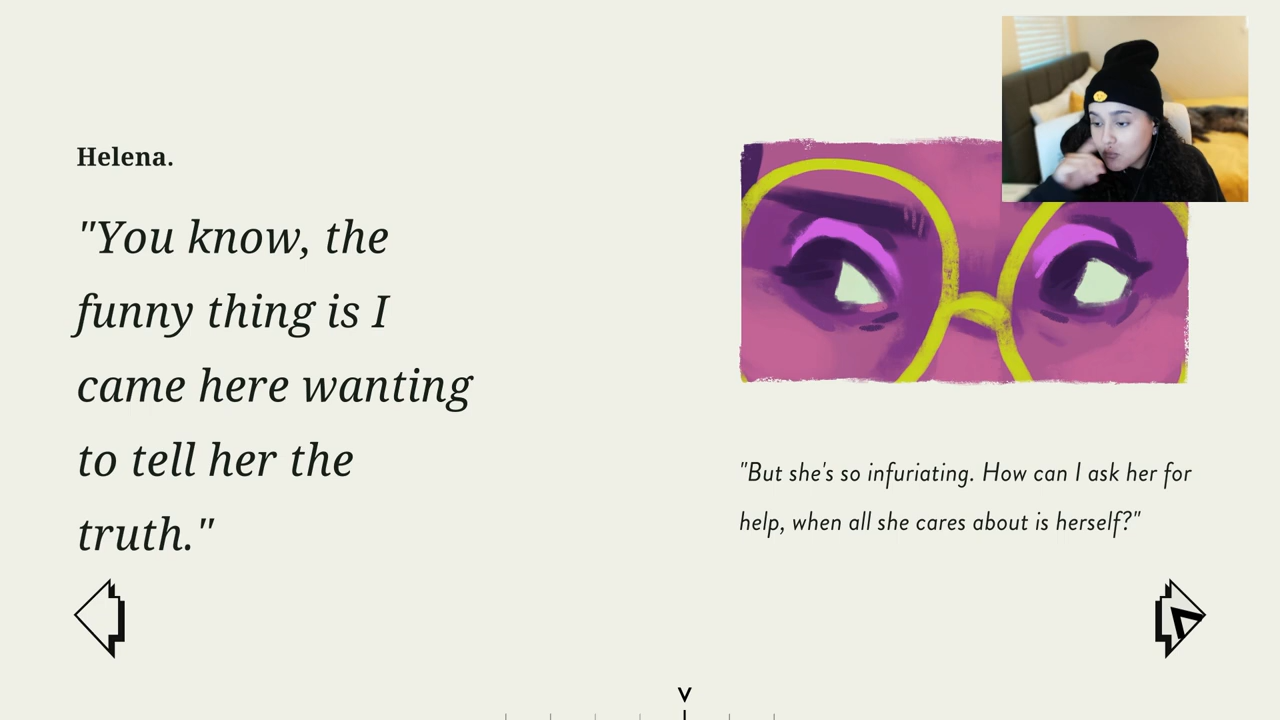 Helena.
"You know, the
funny thing is I
came here wanting
to tell her the
truth."
"But she's so infuriating. How can I ask her for
help, when all she cares about is herself?"